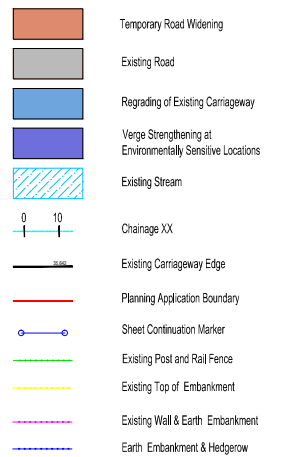 Temporary Road Widening
Existing Road
Regrading of Existing Carriageway
Verge Strengthening at
Environmentally Sensitive Locations
Existing Stream
0 10
Chainage XX
Existing Carriageway Edge
Planning Application Boundary
Sheet Continuation Marker
Existing Post and Rail Fence
Existing Top of Embankment
Existing Wall & Earth Embankment
Earth Embankment & Hedgerow